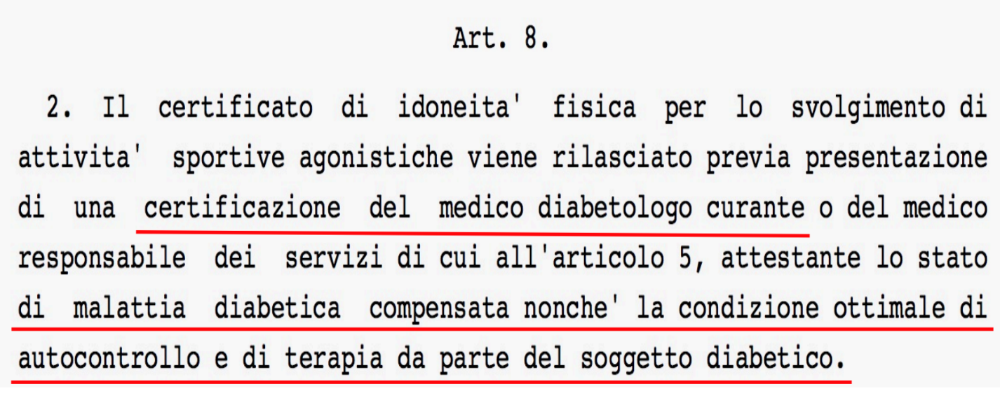 Art. 8.
2. Il certificato di idoneita' fisica per lo svolgimento di
attivita' sportive agonistiche viene rilasciato previa presentazione
di una certificazione del medico diabetologo curante o del medico
responsabile dei servizi di cui all'articolo 5, attestante lo stato
di malattia diabetica compensata nonche' la condizione ottimale di
autocontrollo e di terapia da parte del soggetto diabetico.